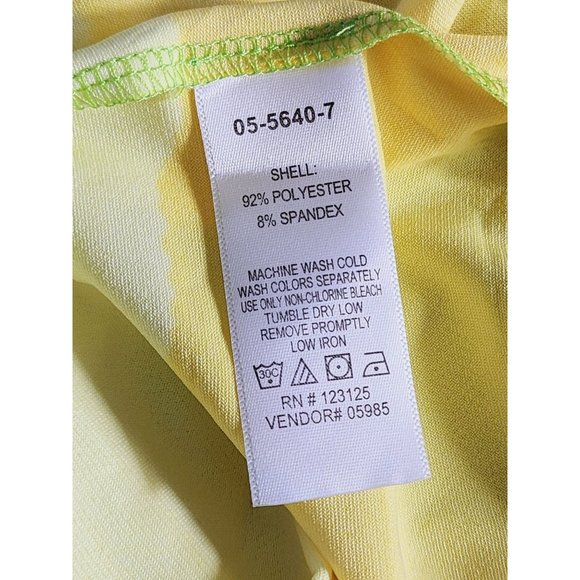 05-5640-7
SHELL:
92% POLYESTER
8% SPANDEX
MACHINE WASH COLD
WASH COLORS SEPARATELY
USE ONLY NON-CHLORINE BLEACH
TUMBLE DRY LOW
REMOVE PROMPTLY
LOW IRON
30C
RN # 123125
VENDOR# 05985